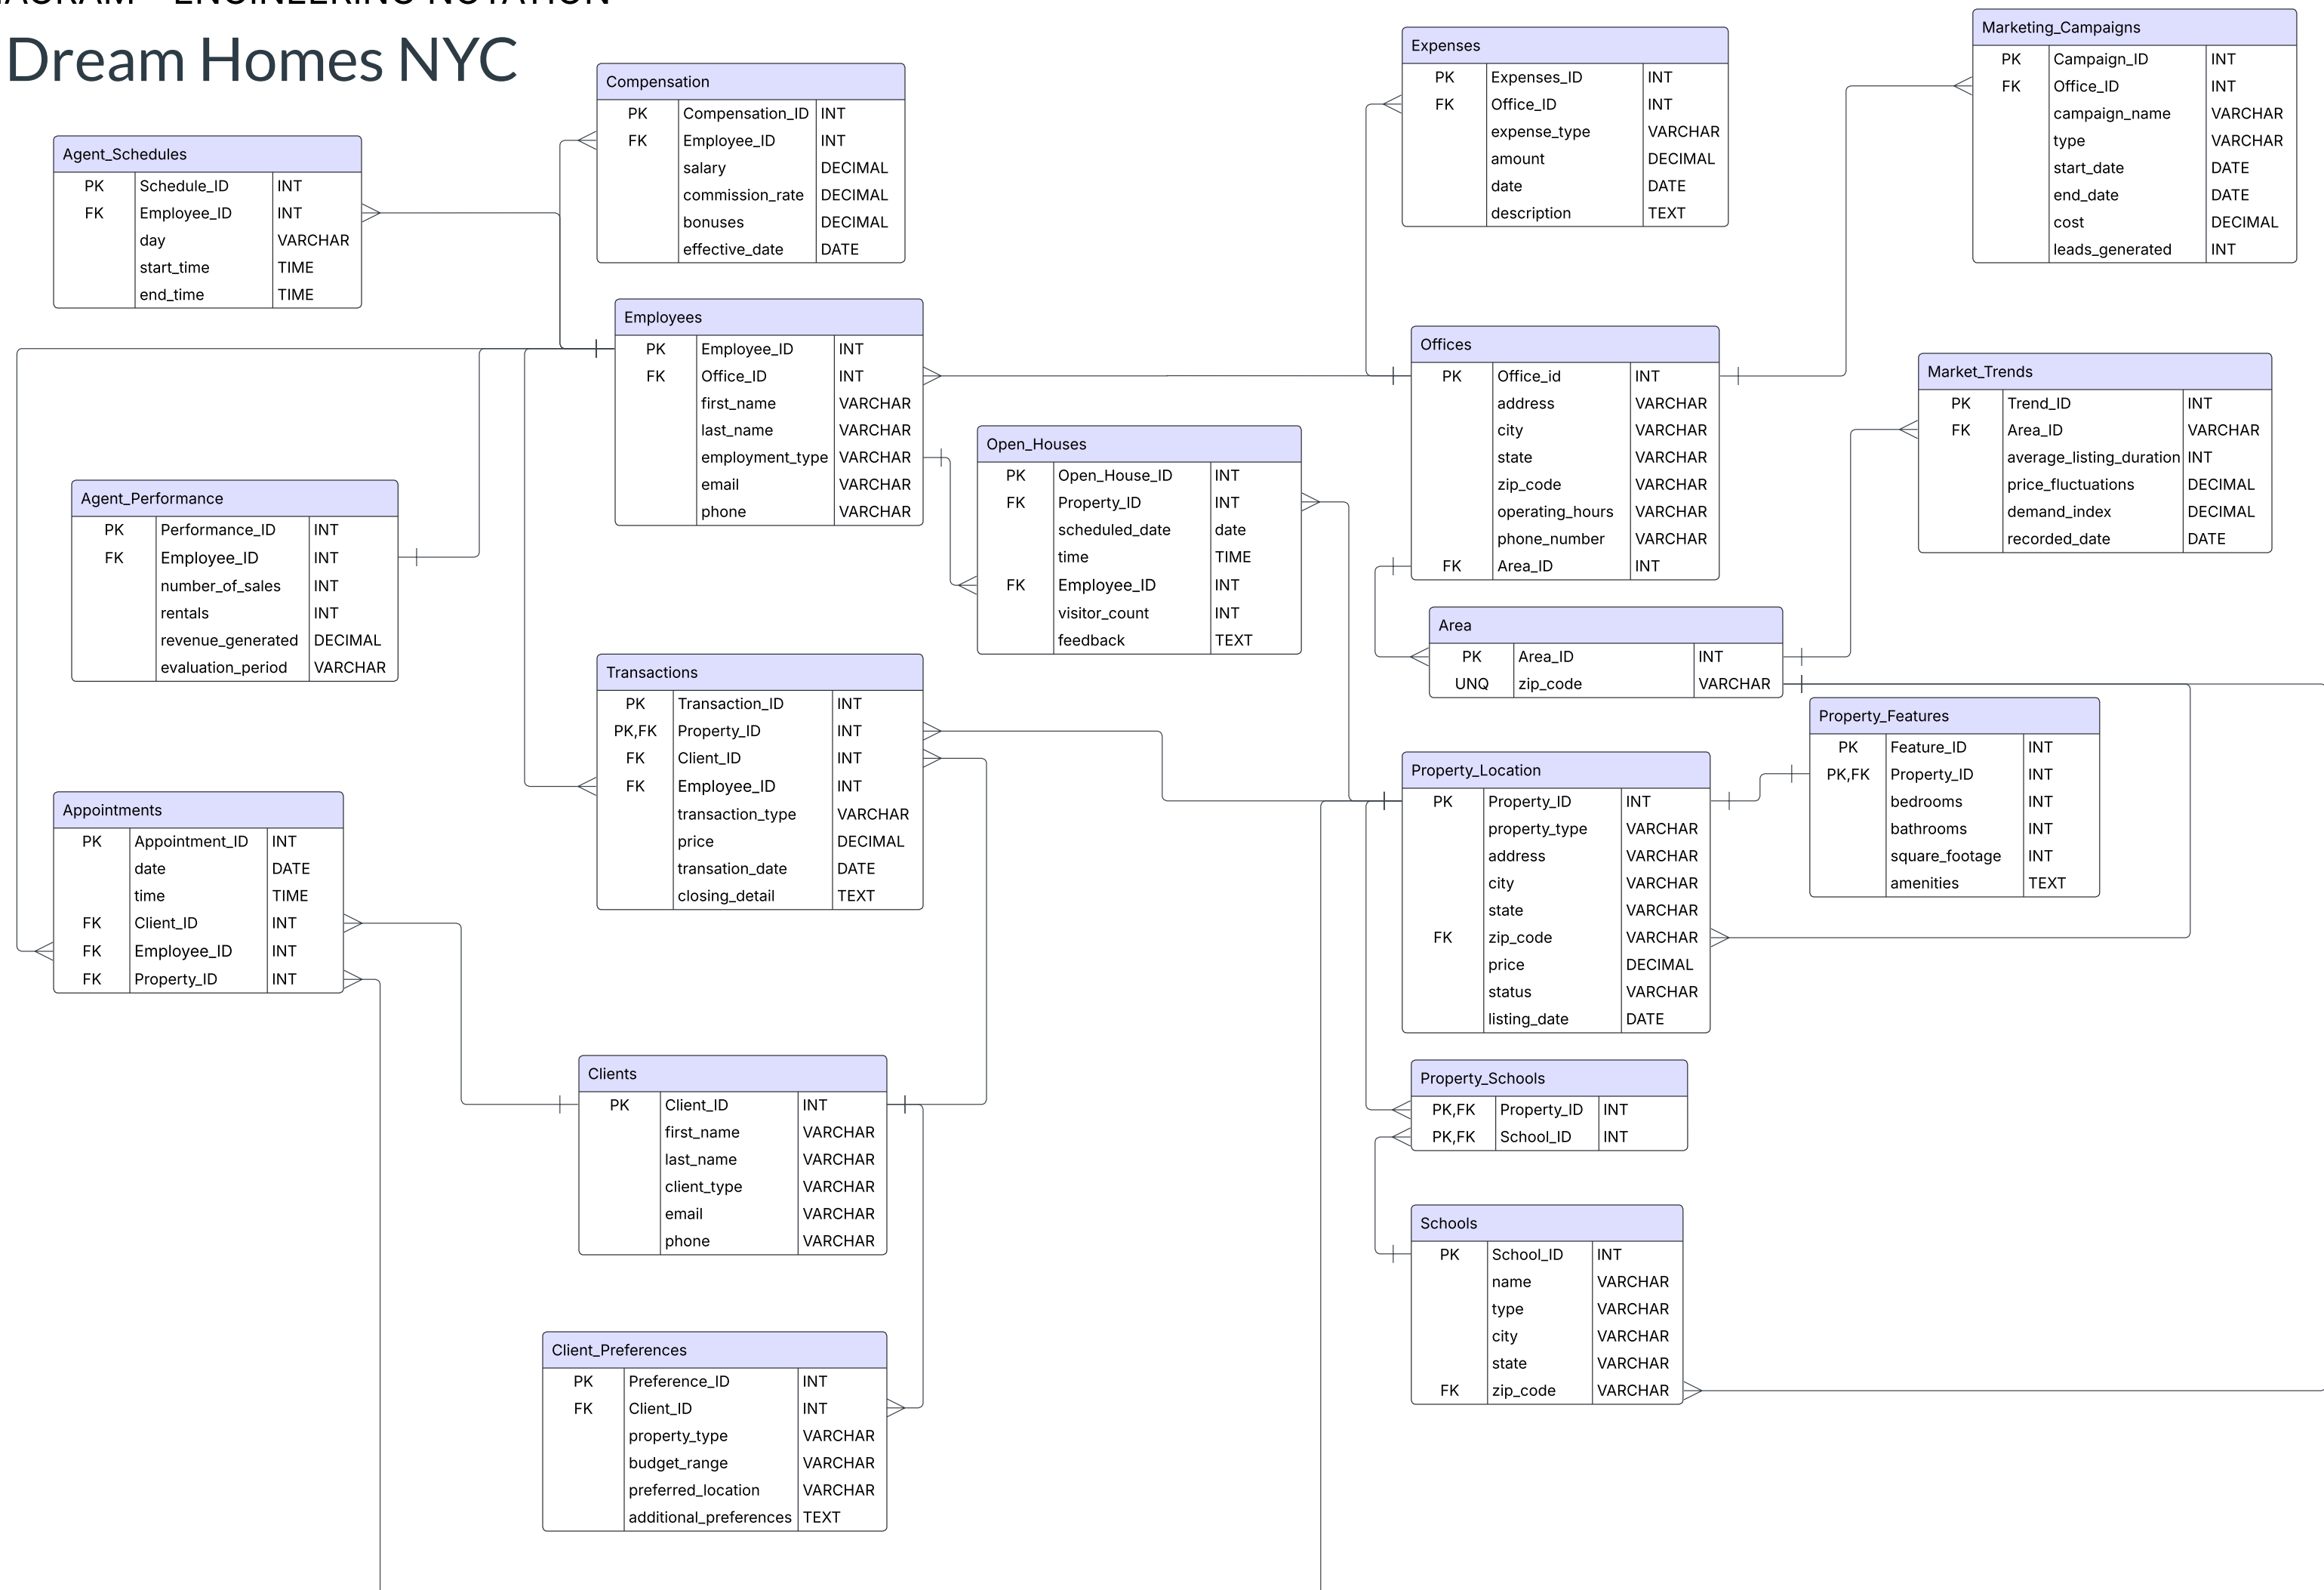 DIAGRAM - ENGINEERING NOTATION
Dream Homes NYC
Compensation
PK Compensation_ID INT
FK Employee_ID INT
salary DECIMAL
commission_rate DECIMAL
bonuses DECIMAL
effective_date DATE
Expenses
PK Expenses_ID INT
FK Office_ID INT
expense_type VARCHAR
amount DECIMAL
date DATE
description TEXT
Marketing_Campaigns
PK Campaign_ID INT
FK Office_ID INT
campaign_name VARCHAR
type VARCHAR
start_date DATE
end_date DATE
cost DECIMAL
leads_generated INT
Agent_Schedules
PK Schedule_ID INT
FK Employee_ID INT
day VARCHAR
start_time TIME
end_time TIME
Employees
PK Employee_ID INT
FK Office_ID INT
first_name VARCHAR
last_name VARCHAR
employment_type VARCHAR
email VARCHAR
phone VARCHAR
Offices
PK Office_id INT
address VARCHAR
city VARCHAR
state VARCHAR
zip_code VARCHAR
operating_hours VARCHAR
phone_number VARCHAR
FK Area_ID INT
Market_Trends
PK Trend_ID INT
FK Area_ID VARCHAR
average_listing_duration INT
price_fluctuations DECIMAL
demand_index DECIMAL
recorded_date DATE
Open_Houses
PK Open_House_ID INT
FK Property_ID INT
scheduled_date date
time TIME
FK Employee_ID INT
visitor_count INT
feedback TEXT
Agent_Performance
PK Performance_ID INT
FK Employee_ID INT
number_of_sales INT
rentals INT
revenue_generated DECIMAL
evaluation_period VARCHAR
Area
PK Area_ID INT
UNQ zip_code VARCHAR
Transactions
PK Transaction_ID INT
PK,FK Property_ID INT
FK Client_ID INT
FK Employee_ID INT
transaction_type VARCHAR
price DECIMAL
transation_date DATE
closing_detail TEXT
Property_Features
PK Feature_ID INT
PK,FK Property_ID INT
bedrooms INT
bathrooms INT
square_footage INT
amenities TEXT
Property_Location
PK Property_ID INT
property_type VARCHAR
address VARCHAR
city VARCHAR
state VARCHAR
FK zip_code VARCHAR
price DECIMAL
status VARCHAR
listing_date DATE
Appointments
PK Appointment_ID INT
date DATE
time TIME
FK Client_ID INT
FK Employee_ID INT
FK Property_ID INT
Clients
PK Client_ID INT
first_name VARCHAR
last_name VARCHAR
client_type VARCHAR
email VARCHAR
phone VARCHAR
Property_Schools
PK,FK Property_ID INT
PK,FK School_ID INT
Schools
PK School_ID INT
name VARCHAR
type VARCHAR
city VARCHAR
state VARCHAR
FK zip_code VARCHAR
Client_Preferences
PK Preference_ID INT
FK Client_ID INT
property_type VARCHAR
budget_range VARCHAR
preferred_location VARCHAR
additional_preferences TEXT